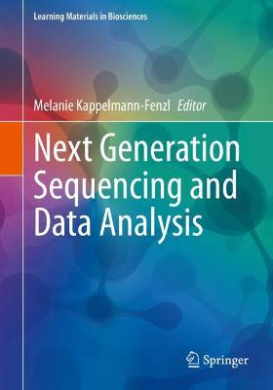 Learning Materials in Biosciences
Melanie Kappelmann-Fenzl Editor
Next Generation
Sequencing and
Data Analysis
Springer